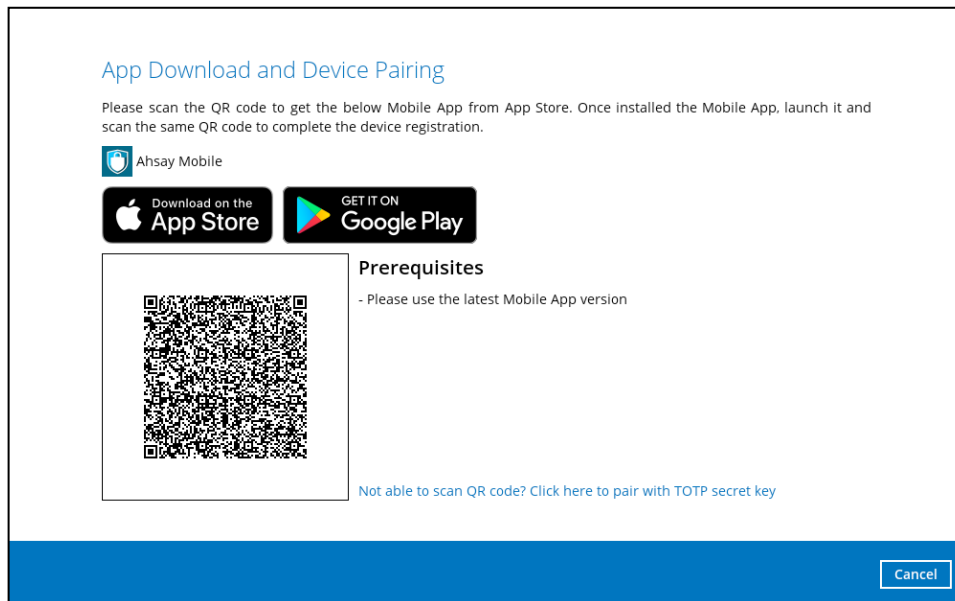 App Download and Device Pairing
Please scan the QR code to get the below Mobile App from App Store. Once installed the Mobile App, launch it and
scan the same QR code to complete the device registration.
Ahsay Mobile
Download on the
App Store
GET IT ON
Google Play
Prerequisites
- Please use the latest Mobile App version
Not able to scan QR code? Click here to pair with TOTP secret key
Cancel